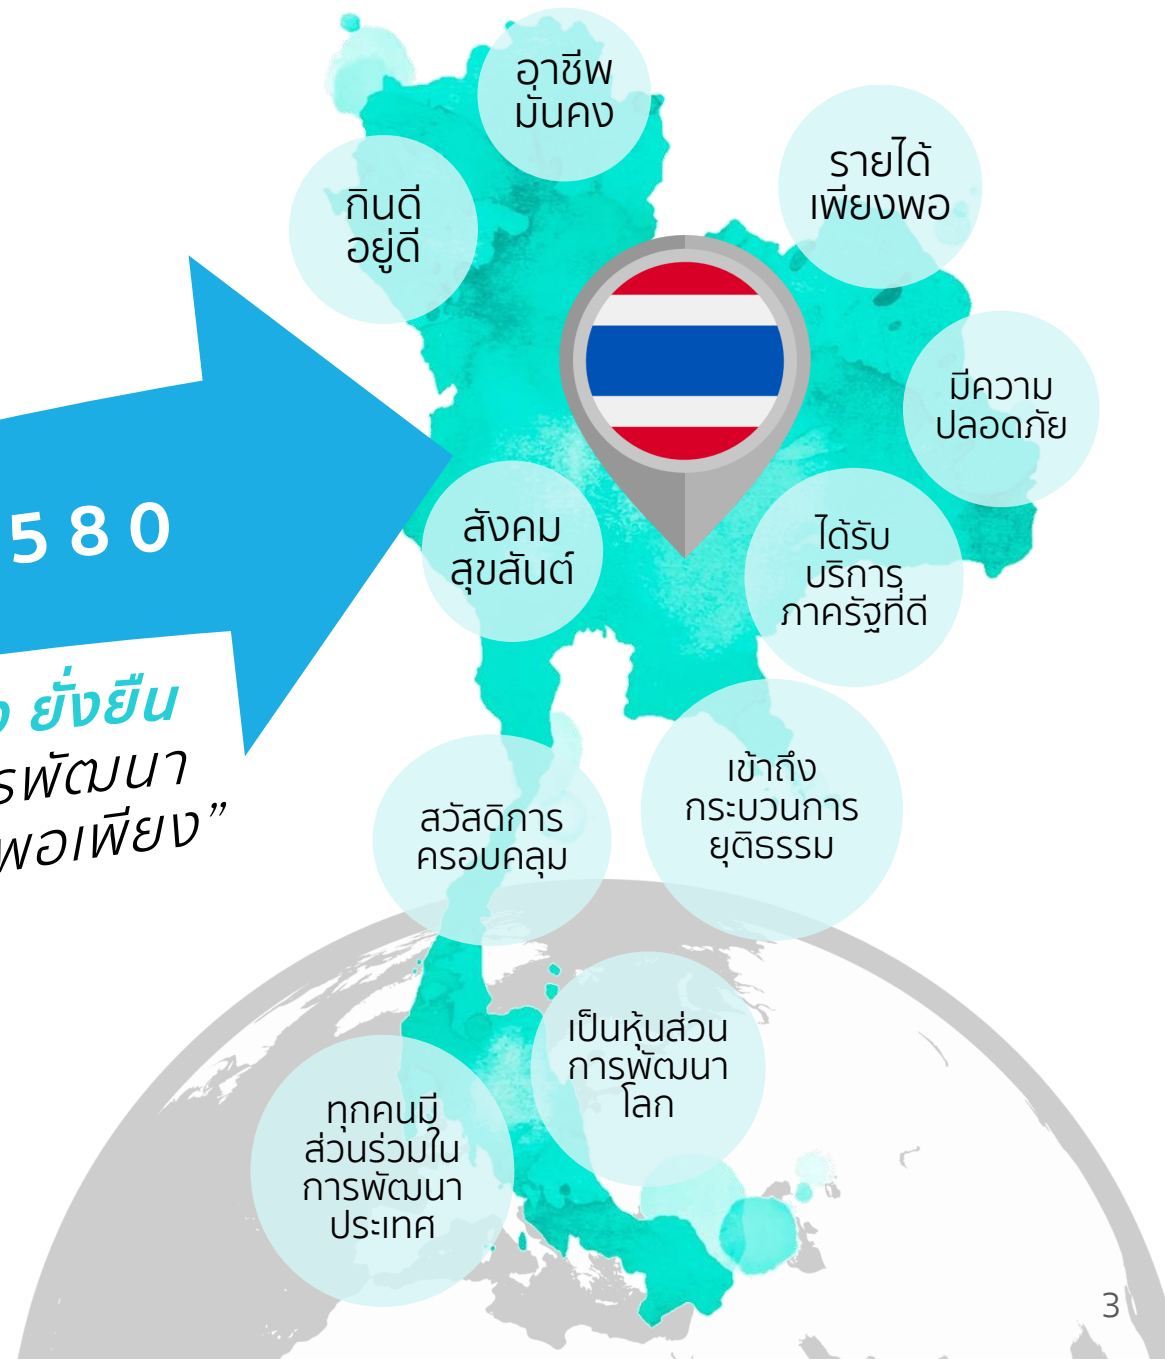 อาชีพ
มั่นคง
รายได้
เพียงพอ
กินดี
อยู่ดี
มีความ
ปลอดภัย
สังคม
สุขสันต์
ได้รับ
บริการ
ภาครัฐที่ดี
580
ยั่งยืน
รพัฒนา
พอเพียง”
เข้าถึง
กระบวนการ
ยุติธรรม
สวัสดิการ
ครอบคลุม
เป็นหุ้นส่วน
การพัฒนา
โลก
ทุกคนมี
ส่วนร่วมใน
การพัฒนา
ประเทศ
3